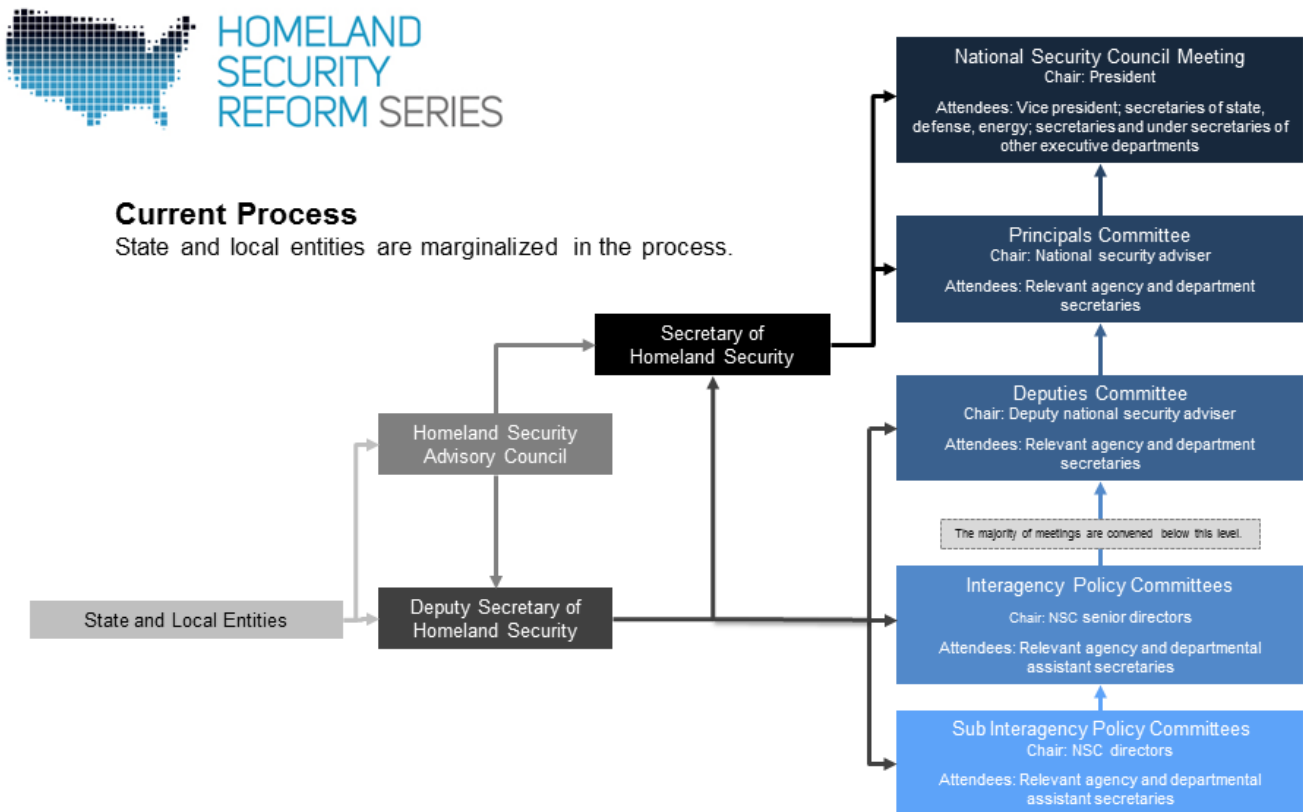 HOMELAND
SECURITY
REFORM SERIES
Current Process
State and local entities are marginalized in the process.
State and Local Entities
Homeland Security
Advisory Council
Deputy Secretary of
Homeland Security
Secretary of
Homeland Security
National Security Council Meeting
Chair: President
Attendees: Vice president; secretaries of state,
defense, energy; secretaries and under secretaries of
other executive departments
Principals Committee
Chair: National security adviser
Attendees: Relevant agency and department
secretaries
Deputies Committee
Chair: Deputy national security adviser
Attendees: Relevant agency and department
secretaries
The majority of meetings are convened below this level.
Interagency Policy Committees
Chair: NSC senior directors
Attendees: Relevant agency and departmental
assistant secretaries
Sub Interagency Policy Committees
Chair: NSC directors
Attendees: Relevant agency and departmental
assistant secretaries